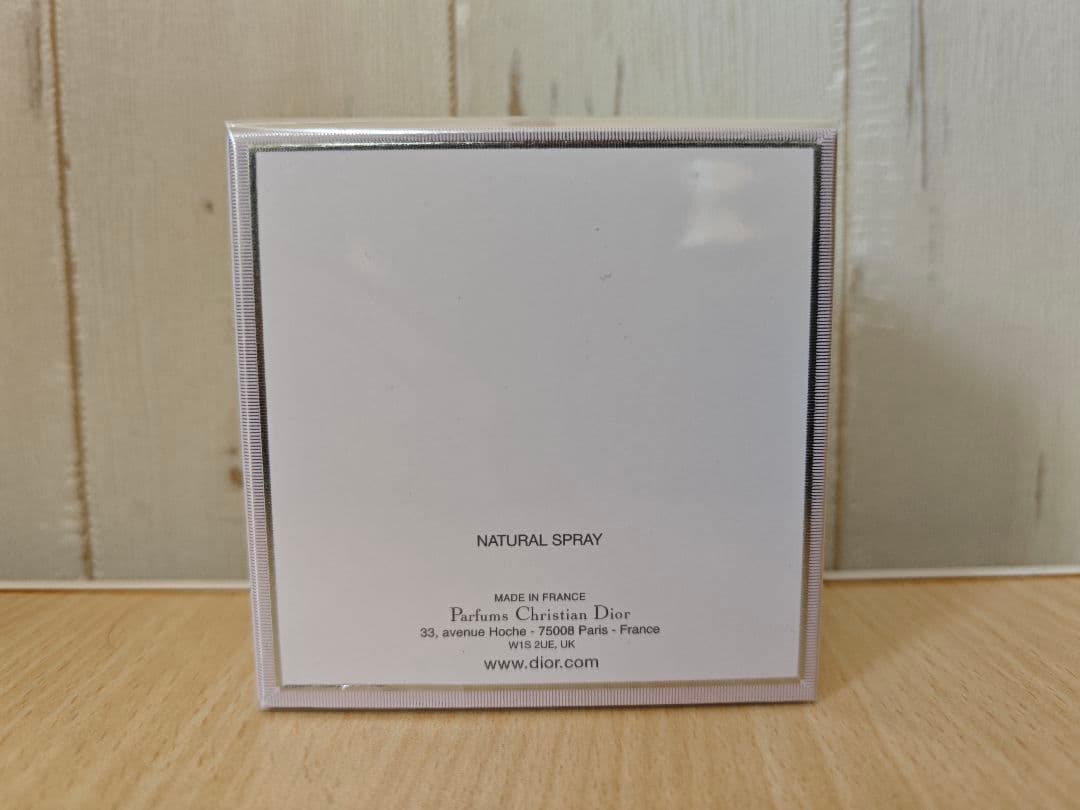 NATURAL SPRAY
MADE IN FRANCE
Parfums Christian Dior
33, avenue Hoche - 75008 Paris - France
W1S 2UE, UK
www.dior.com